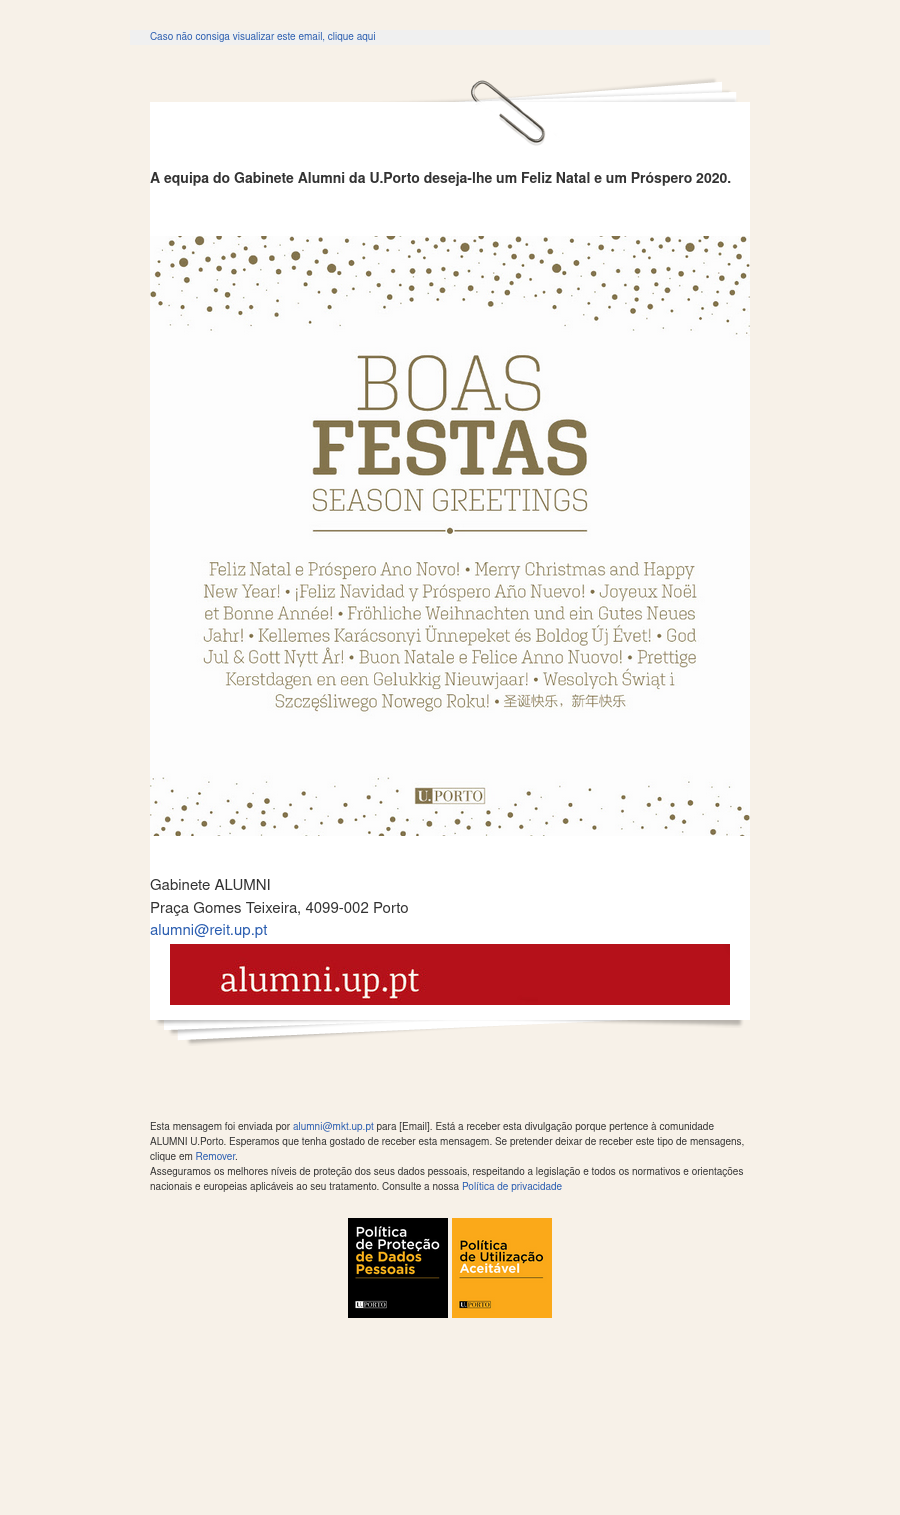 Caso não consiga visualizar este email, clique aqui
A equipa do Gabinete Alumni da U.Porto deseja-lhe um Feliz Natal e um Próspero 2020.
BOAS
FESTAS
SEASON GREETINGS
Feliz Natal e Próspero Ano Novo! • Merry Christmas and Happy
New Year! • ¡Feliz Navidad y Próspero Año Nuevo! • Joyeux Noël
et Bonne Année! • Fröhliche Weihnachten und ein Gutes Neues
Jahr! • Kellemes Karácsonyi Ünnepeket és Boldog Új Évet! • God
Jul & Gott Nytt År! • Buon Natale e Felice Anno Nuovo! • Prettige
Kerstdagen en een Gelukkig Nieuwjaar! • Wesolych Świąt i
Szczęśliwego Nowego Roku! • 圣诞快乐，新年快乐
U.PORTO
Gabinete ALUMNI
Praça Gomes Teixeira, 4099-002 Porto
alumni@reit.up.pt
alumni.up.pt
Esta mensagem foi enviada por alumni@mkt.up.pt para [Email]. Está a receber esta divulgação porque pertence à comunidade
ALUMNI U.Porto. Esperamos que tenha gostado de receber esta mensagem. Se pretender deixar de receber este tipo de mensagens,
clique em Remover.
Asseguramos os melhores níveis de proteção dos seus dados pessoais, respeitando a legislação e todos os normativos e orientações
nacionais e europeias aplicáveis ao seu tratamento. Consulte a nossa Política de privacidade
Política
de Proteção
de Dados
Pessoais
U.PORTO
Política
de Utilização
Aceitável
U.PORTO